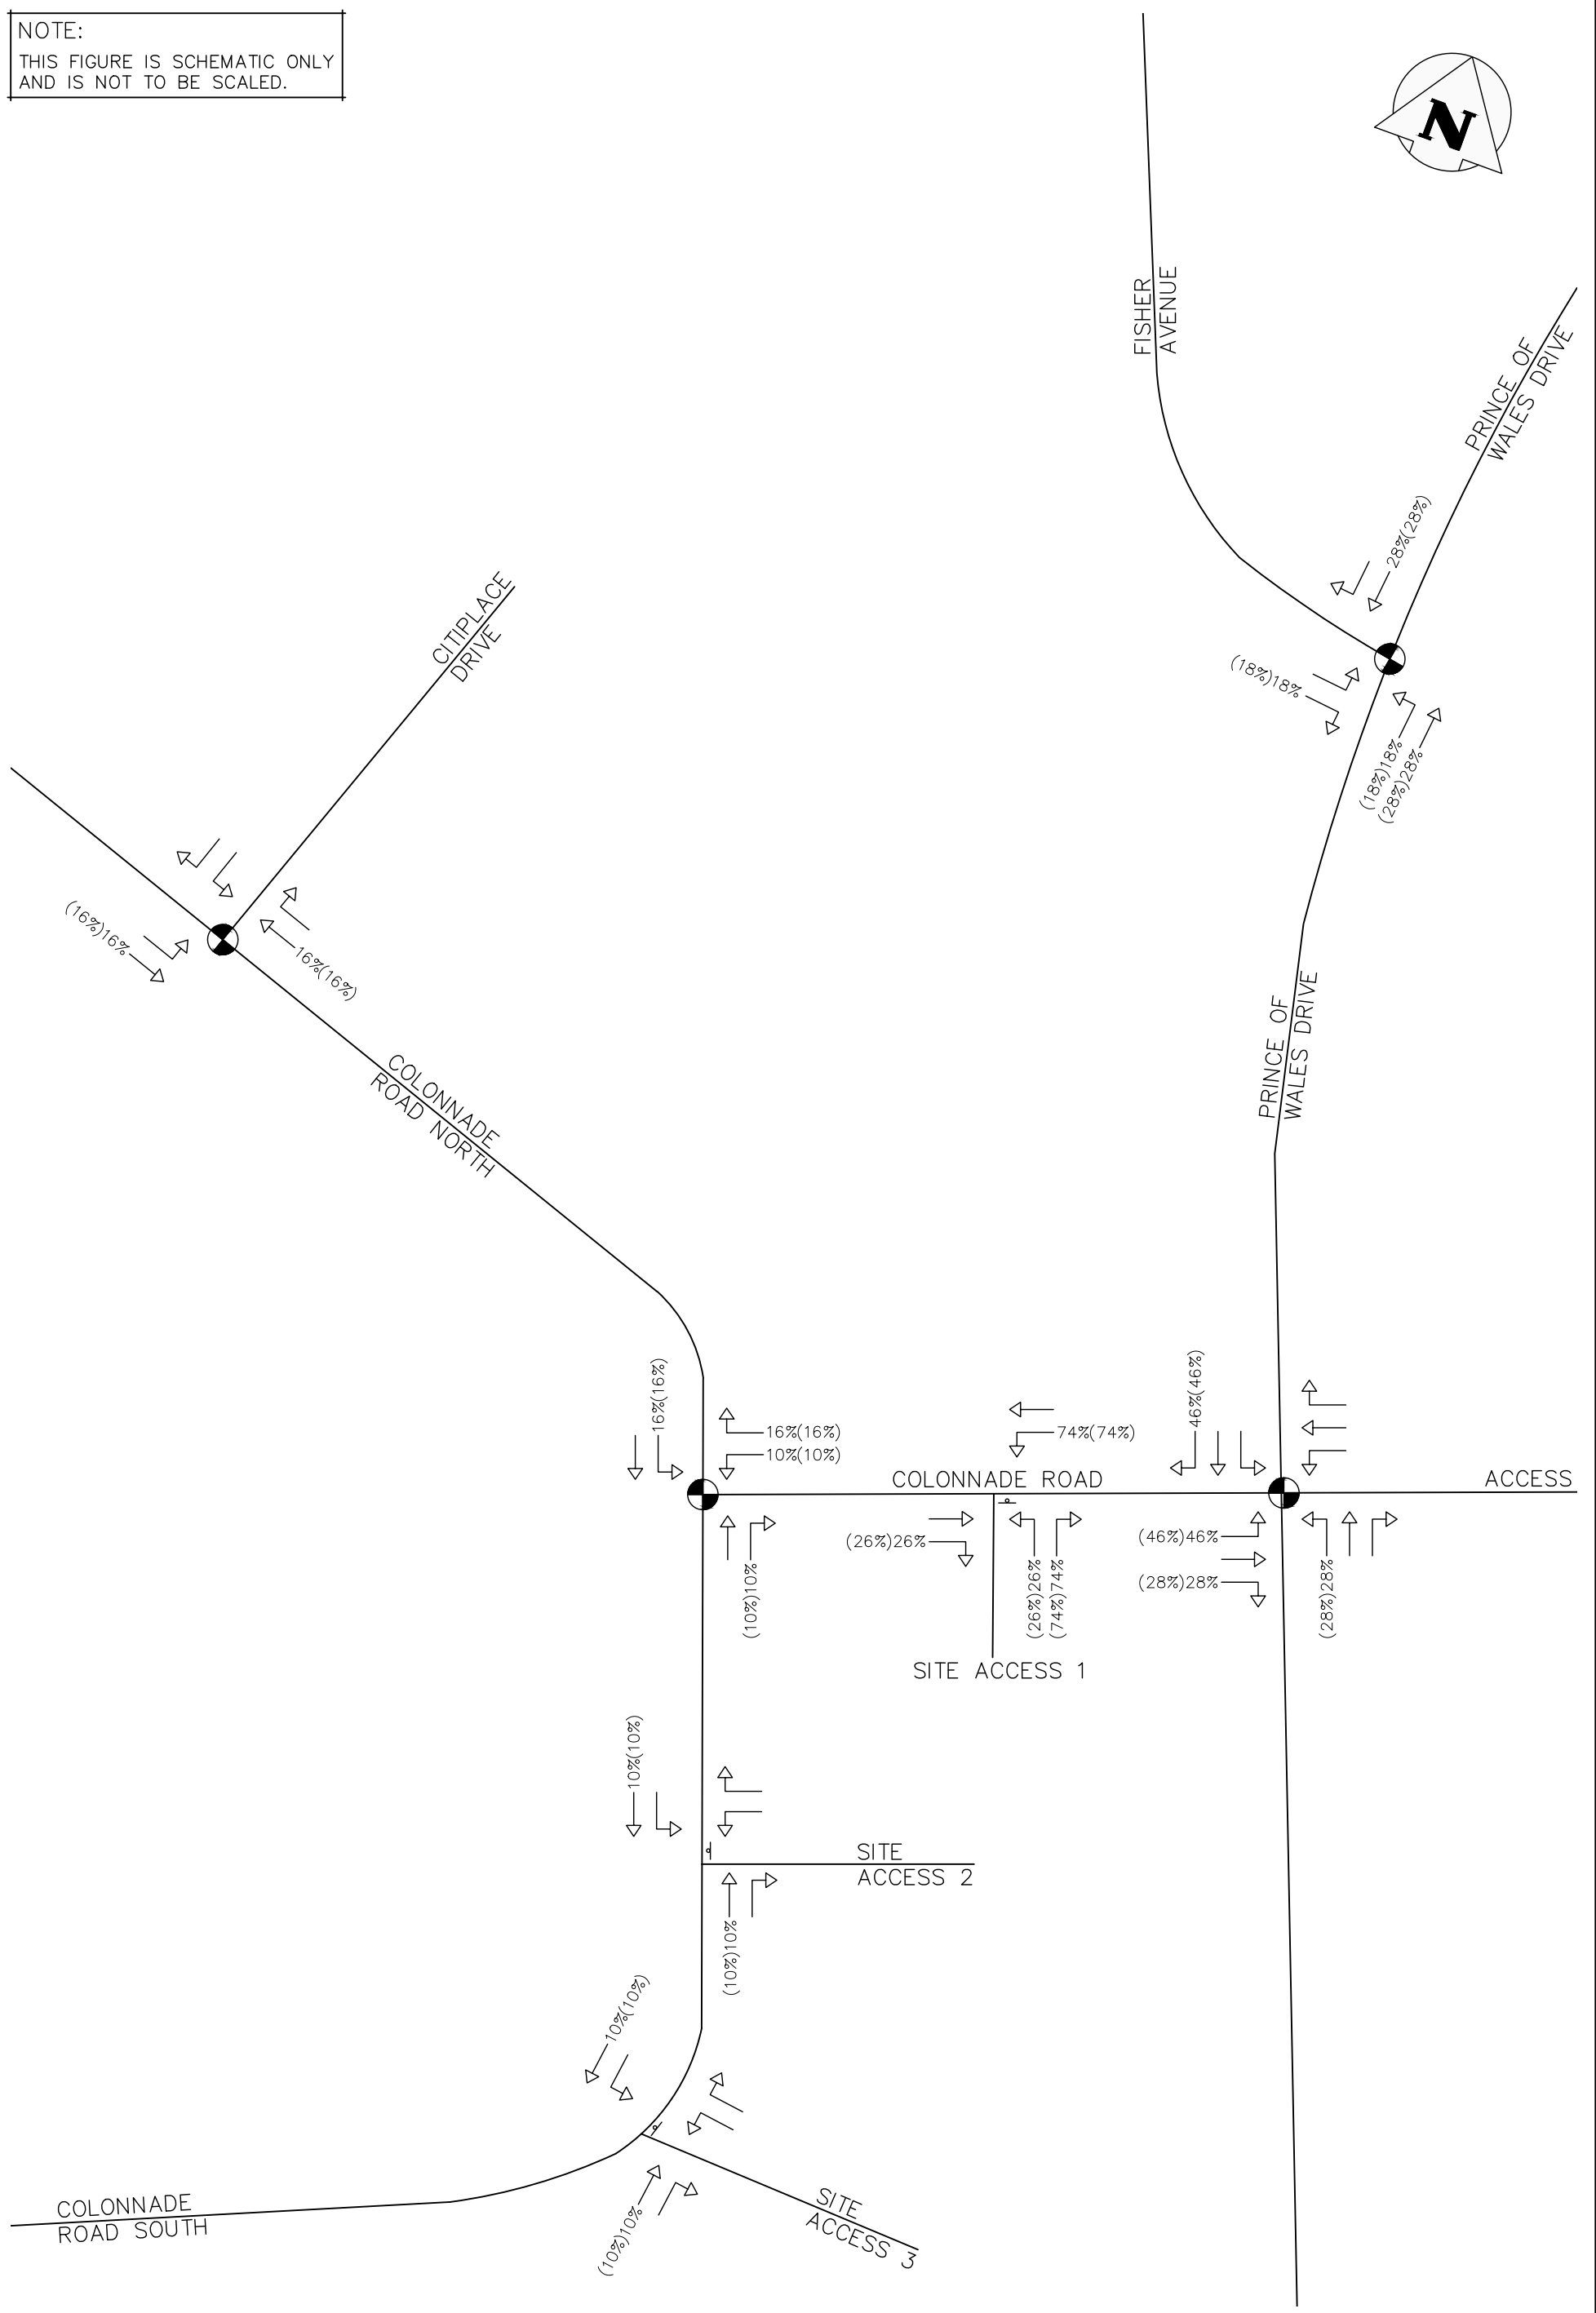 NOTE:
THIS FIGURE IS SCHEMATIC ONLY
AND IS NOT TO BE SCALED.
N
FISHER
AVENUE
PRINCE OF
WALES DRIVE
28%(28%)
(18%)18%
(18%)18%
(28%)28%
CITIPLACE
DRIVE
(16%)16%
16%(16%)
COLONNADE
ROAD NORTH
PRINCE OF
WALES DRIVE
16%(16%)
16%(16%)
10%(10%)
74%(74%)
46%(46%)
COLONNADE ROAD
ACCESS
(10%)10%
(26%)26%
(26%)26%
(74%)74%
(46%)46%
(28%)28%
(28%)28%
SITE ACCESS 1
10%(10%)
SITE
ACCESS 2
(10%)10%
10%(10%)
COLONNADE
ROAD SOUTH
(10%)10%
SITE
ACCESS 3